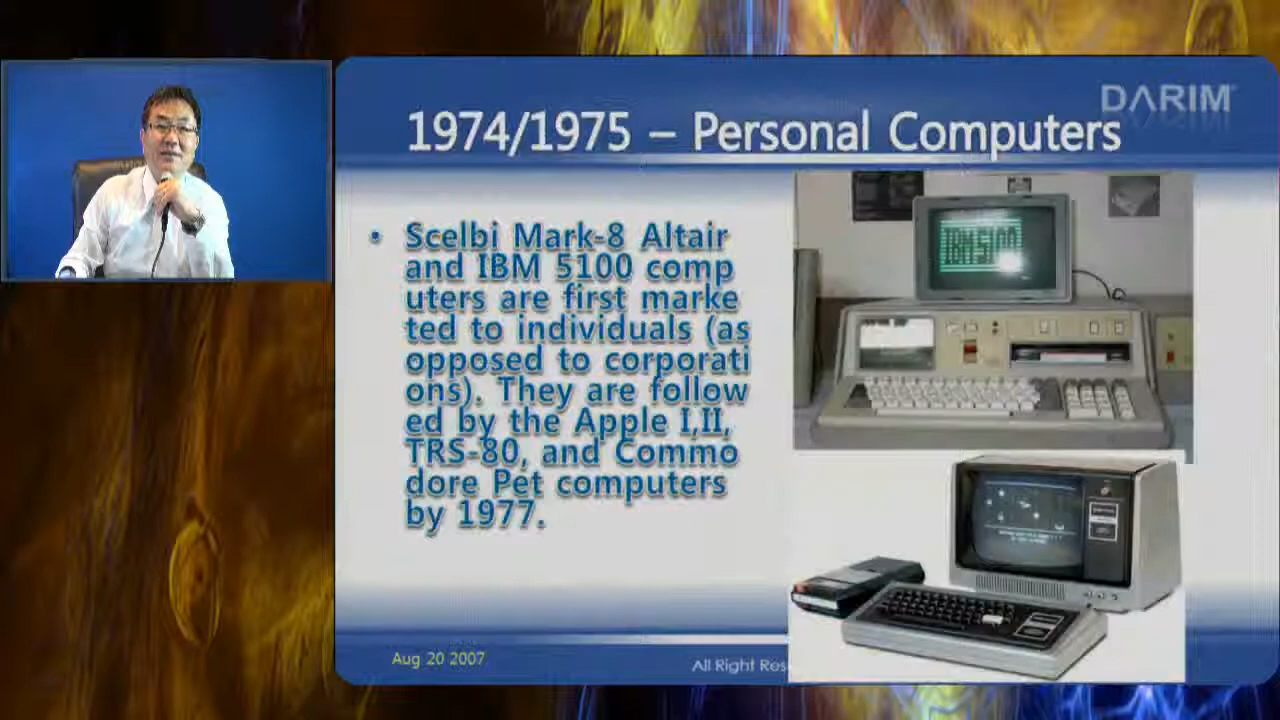 DARIM
1974/1975 – Personal Computers
• Scelbi Mark-8 Altair
and IBM 5100 comp
uters are first marke
ted to individuals (as
opposed to corporati
ons). They are follow
ed by the Apple I,II,
TRS-80, and Commo
dore Pet computers
by 1977.
IBM 5100
Aug 20 2007
All Right Res